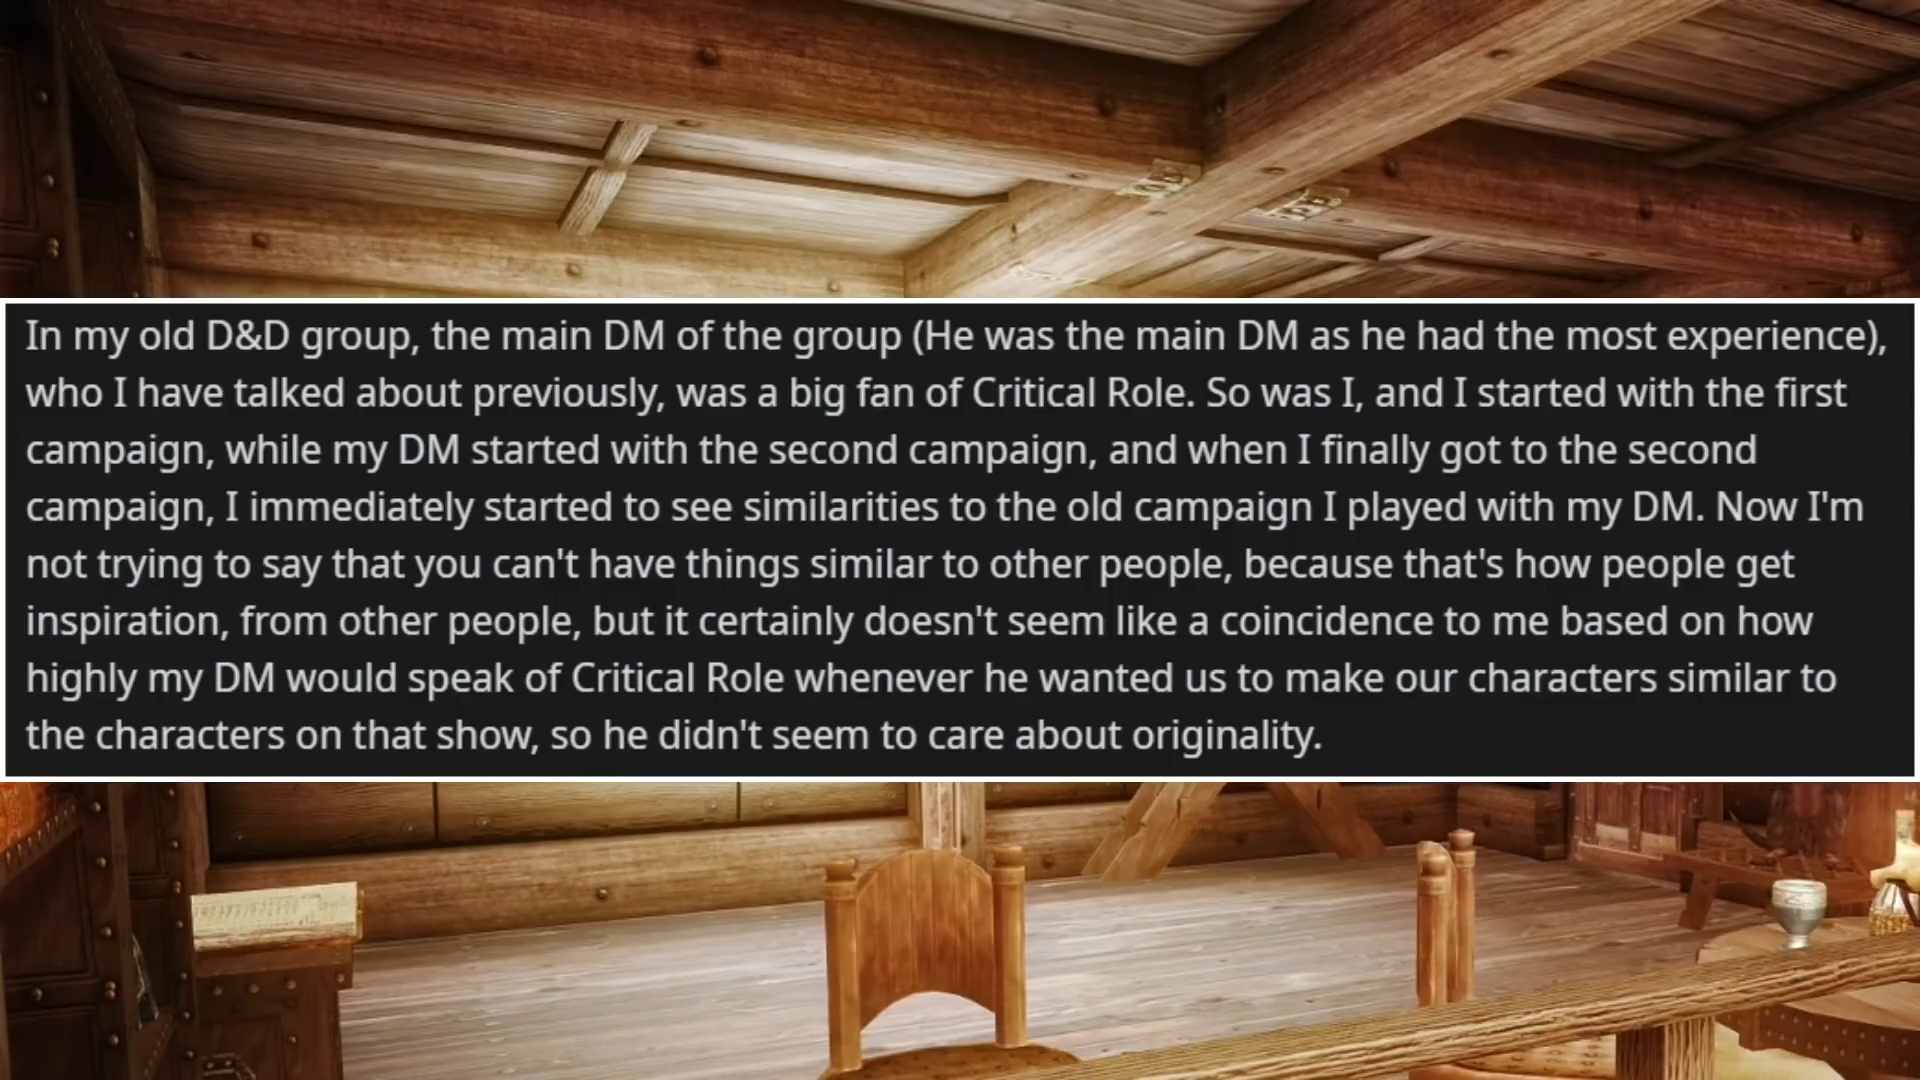 In my old D&D group, the main DM of the group (He was the main DM as he had the most experience),
who I have talked about previously, was a big fan of Critical Role. So was I, and I started with the first
campaign, while my DM started with the second campaign, and when I finally got to the second
campaign, I immediately started to see similarities to the old campaign I played with my DM. Now I'm
not trying to say that you can't have things similar to other people, because that's how people get
inspiration, from other people, but it certainly doesn't seem like a coincidence to me based on how
highly my DM would speak of Critical Role whenever he wanted us to make our characters similar to
the characters on that show, so he didn't seem to care about originality.